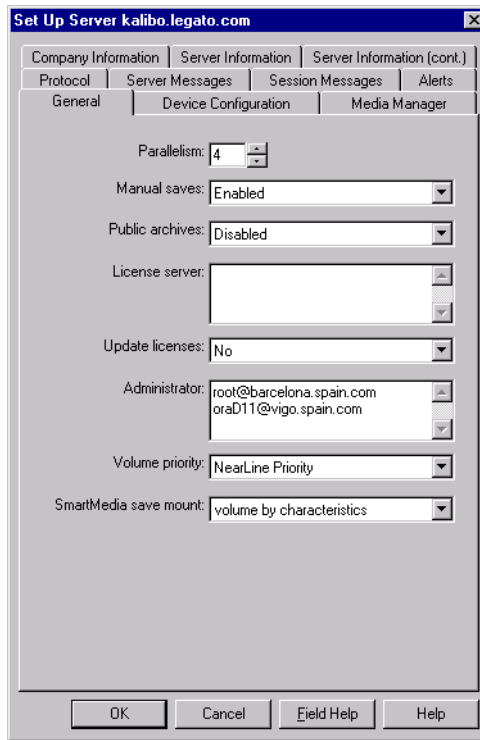 Set Up Server kalibo.legato.com
Company Information Server Information Server Information (cont.)
Protocol Server Messages Session Messages Alerts
General Device Configuration Media Manager
Parallelism: 4
Manual saves: Enabled
Public archives: Disabled
License server:
Update licenses: No
Administrator: root@barcelona.spain.com
oraD11@vigo.spain.com
Volume priority: NearLine Priority
SmartMedia save mount: volume by characteristics
OK Cancel Field Help Help